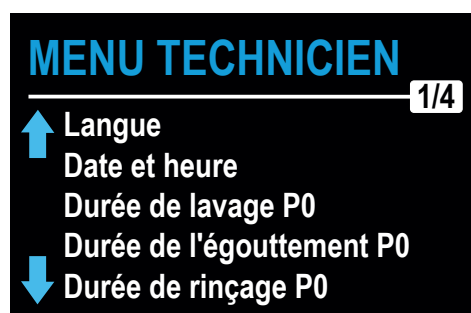 MENU TECHNICIEN
1/4
Langue
Date et heure
Durée de lavage P0
Durée de l'égouttement P0
Durée de rinçage P0